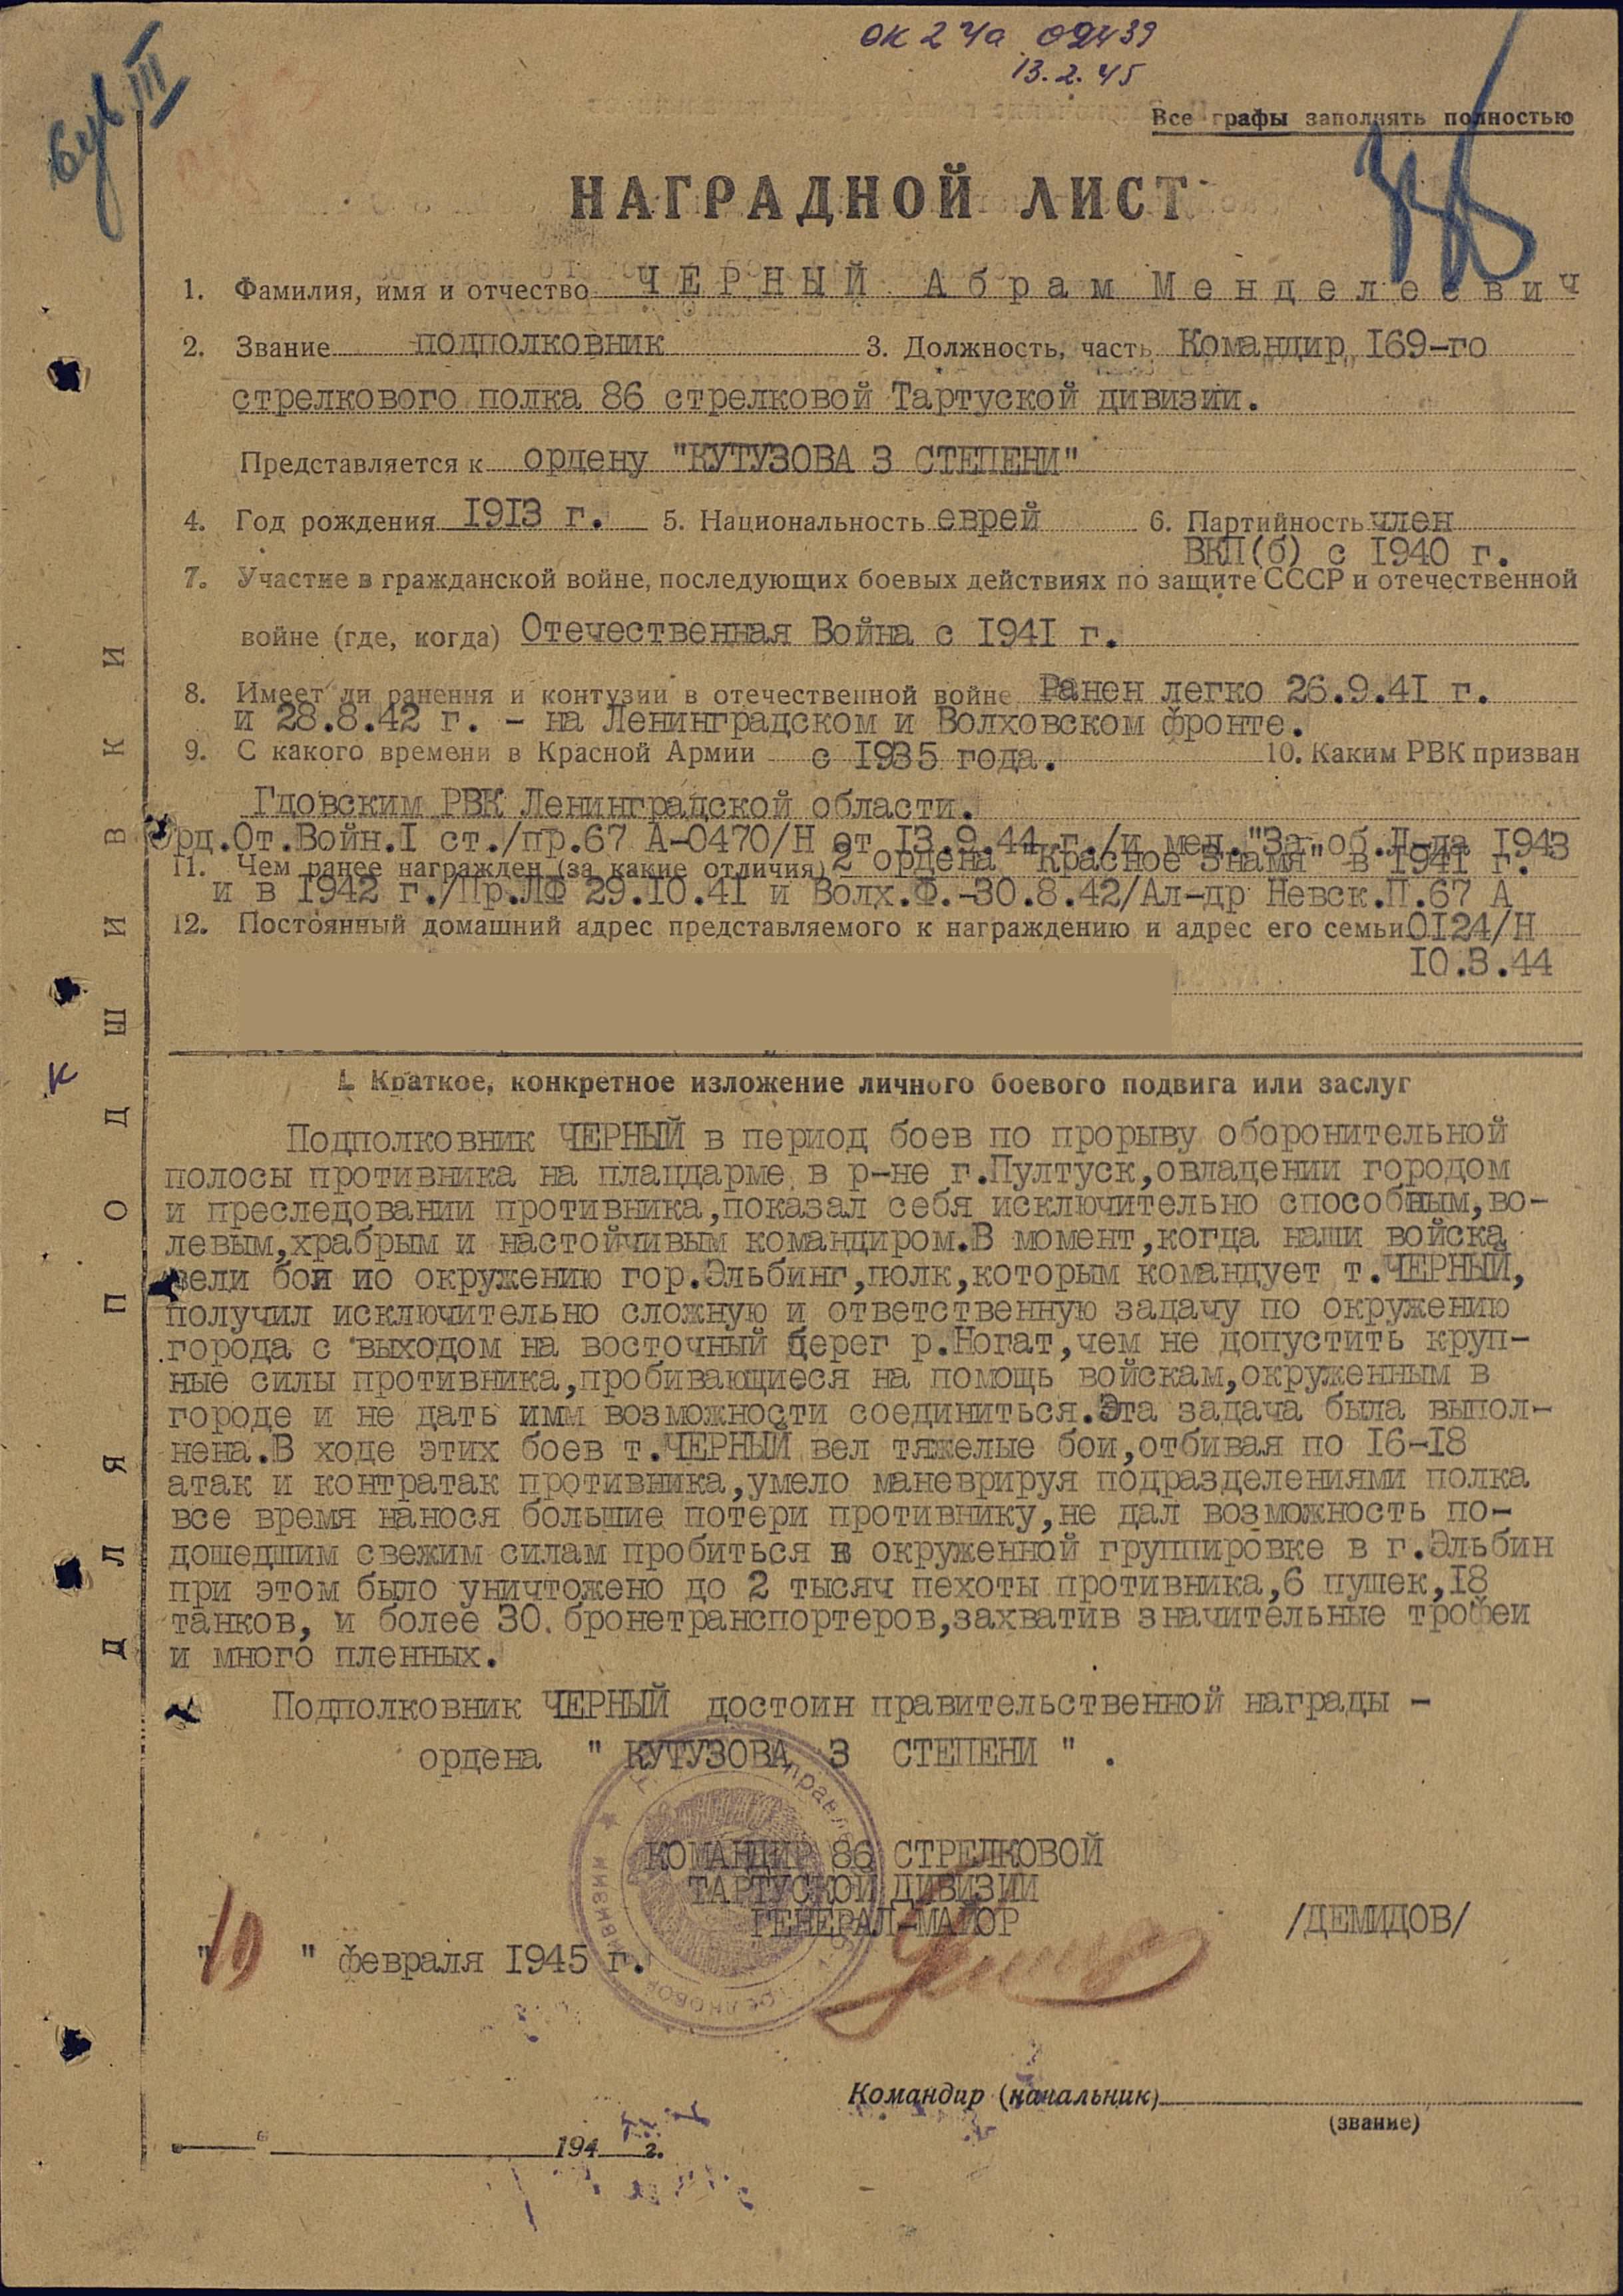 13.2.45
Все графы заполнять полностью
НАГРАДНОЙ ЛИСТ
1. Фамилия, имя и отчество ЧЕРНЫЙ Абрам Менделеевич
2. Звание подполковник 3. Должность, часть Командир 169-го
стрелкового полка 86 стрелковой Тартуской дивизии.
Представляется к ордену "КУТУЗОВА 3 СТЕПЕНИ"
4. Год рождения 1913 г. 5. Национальность еврей 6. Партийность член
ВКП(б) с 1940 г.
7. Участие в гражданской войне, последующих боевых действиях по защите СССР и отечественной
войне (где, когда) Отечественная Война с 1941 г.
8. Имеет ли ранения и контузии в отечественной войне Ранен легко 26.9.41 г.
и 28.8.42 г. - на Ленинградском и Волховском фронте.
9. С какого времени в Красной Армии с 1935 года. 10. Каким РВК призван
Гдовским РВК Ленинградской области.
Орд.От.Войн.I ст./пр.67 А-0470/Н от 13.9.44 г./и мед."За об.Л-да 1943
11. Чем ранее награжден (за какие отличия) 2 ордена "Красное Знамя" в 1941 г.
и в 1942 г./Пр.ЛФ 29.10.41 и Волх.Ф.-30.8.42/Ал-др Невск.П.67 А
12. Постоянный домашний адрес представляемого к награждению и адрес его семьи 0124/Н
10.3.44
I. Краткое, конкретное изложение личного боевого подвига или заслуг
Подполковник ЧЕРНЫЙ в период боев по прорыву оборонительной
полосы противника на плацдарме в р-не г.Пултуск,овладении городом
и преследовании противника,показал себя исключительно способным,во-
левым,храбрым и настойчивым командиром.В момент,когда наши войска
вели бои по окружению гор.Эльбинг,полк,которым командует т.ЧЕРНЫЙ,
получил исключительно сложную и ответственную задачу по окружению
города с выходом на восточный берег р.Ногат,чем не допустить круп-
ные силы противника,пробивающиеся на помощь войскам,окруженным в
городе и не дать имм возможности соединиться.Эта задача была выпол-
нена.В ходе этих боев т.ЧЕРНЫЙ вел тяжелые бои,отбивая по 16-18
атак и контратак противника,умело маневрируя подразделениями полка
все время нанося большие потери противнику,не дал возможность по-
дошедшим свежим силам пробиться к окруженной группировке в г.Эльбин
при этом было уничтожено до 2 тысяч пехоты противника,6 пушек,18
танков, и более 30 бронетранспортеров,захватив значительные трофеи
и много пленных.
Подполковник ЧЕРНЫЙ достоин правительственной награды -
ордена " КУТУЗОВА 3 СТЕПЕНИ " .
КОМАНДИР 86 СТРЕЛКОВОЙ
ТАРТУСКОЙ ДИВИЗИИ
ГЕНЕРАЛ-МАЙОР /ДЕМИДОВ/
"10" февраля 1945 г.
Командир (начальник)
(звание)
" " 194 г.
ДЛЯ ПОДШИВКИ
К